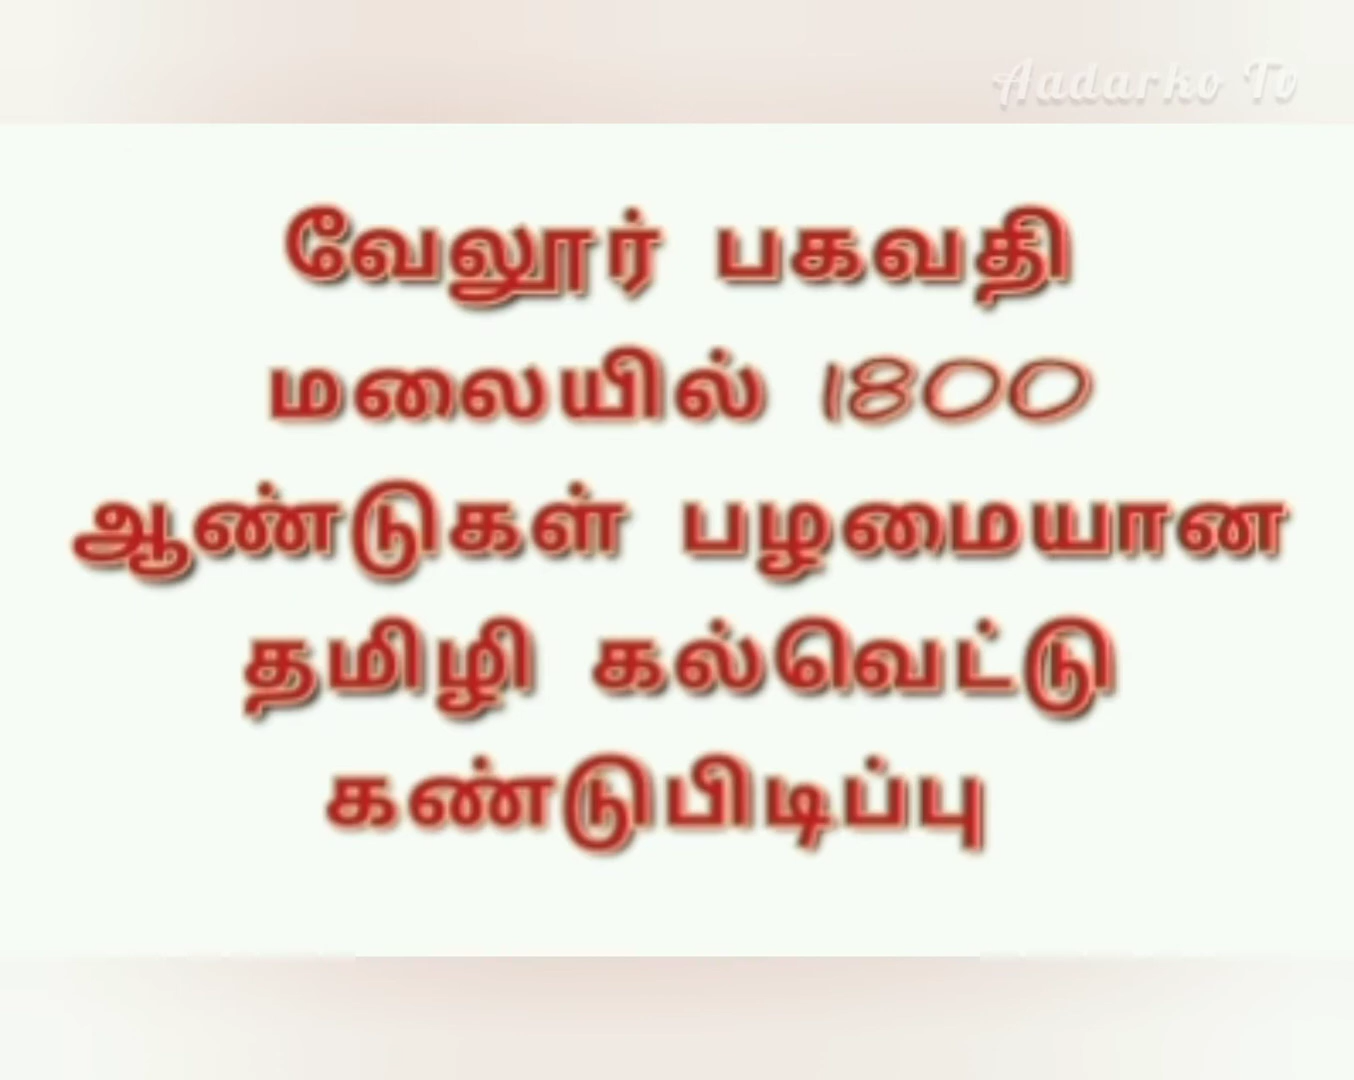 Aadarko Tv
வேலூர் பகவதி
மலையில் 1800
ஆண்டுகள் பழமையான
தமிழி கல்வெட்டு
கண்டுபிடிப்பு